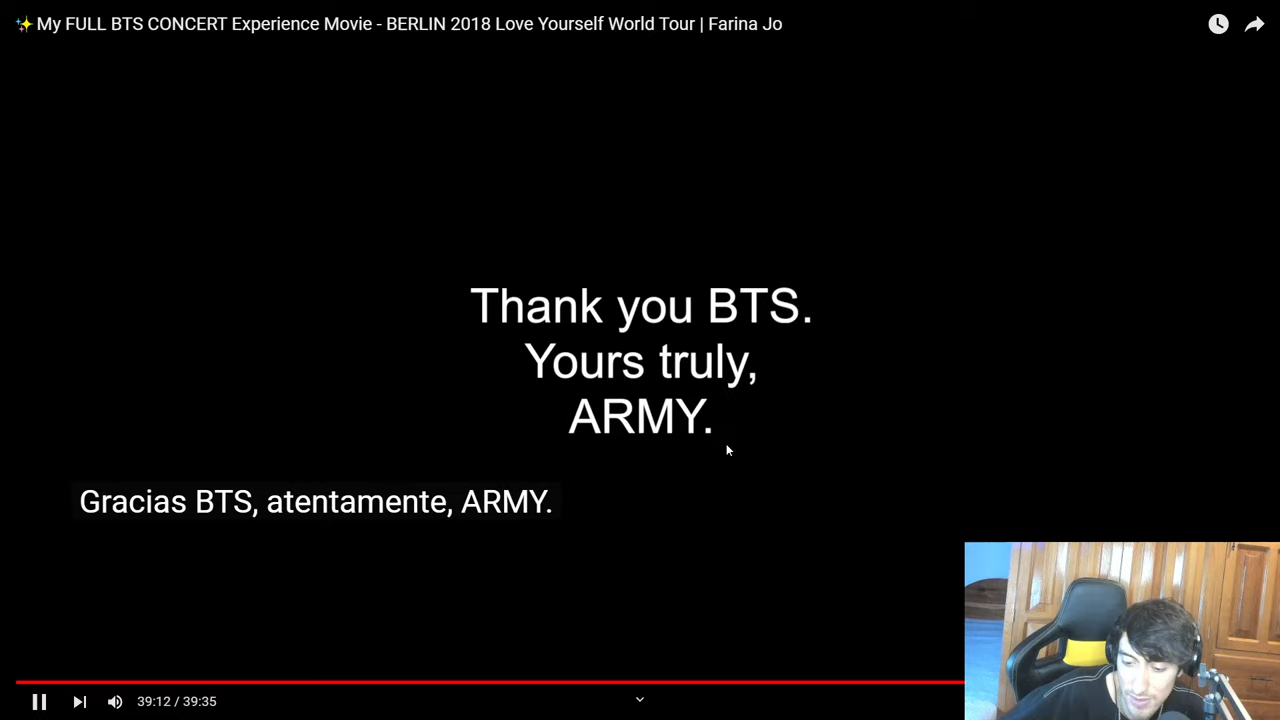 ✨My FULL BTS CONCERT Experience Movie - BERLIN 2018 Love Yourself World Tour | Farina Jo
Thank you BTS.
Yours truly,
ARMY.
Gracias BTS, atentamente, ARMY.
39:12 / 39:35